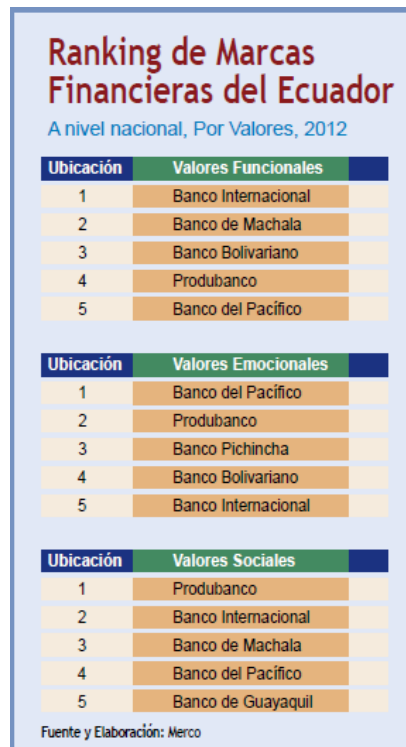 Ranking de Marcas
Financieras del Ecuador
A nivel nacional, Por Valores, 2012
Ubicación Valores Funcionales
1 Banco Internacional
2 Banco de Machala
3 Banco Bolivariano
4 Produbanco
5 Banco del Pacífico
Ubicación Valores Emocionales
1 Banco del Pacífico
2 Produbanco
3 Banco Pichincha
4 Banco Bolivariano
5 Banco Internacional
Ubicación Valores Sociales
1 Produbanco
2 Banco Internacional
3 Banco de Machala
4 Banco del Pacífico
5 Banco de Guayaquil
Fuente y Elaboración: Merco